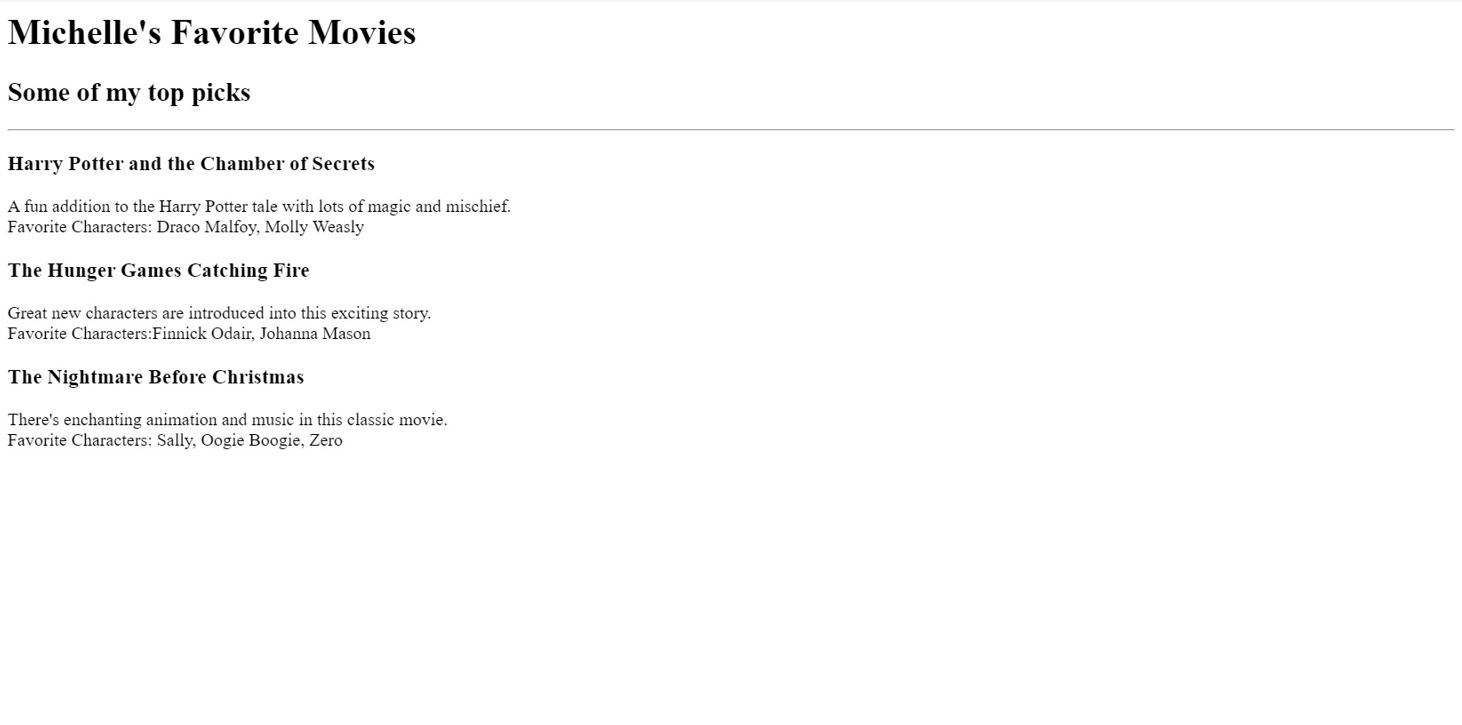 Michelle's Favorite Movies
Some of my top picks
Harry Potter and the Chamber of Secrets
A fun addition to the Harry Potter tale with lots of magic and mischief.
Favorite Characters: Draco Malfoy, Molly Weasly
The Hunger Games Catching Fire
Great new characters are introduced into this exciting story.
Favorite Characters:Finnick Odair, Johanna Mason
The Nightmare Before Christmas
There's enchanting animation and music in this classic movie.
Favorite Characters: Sally, Oogie Boogie, Zero